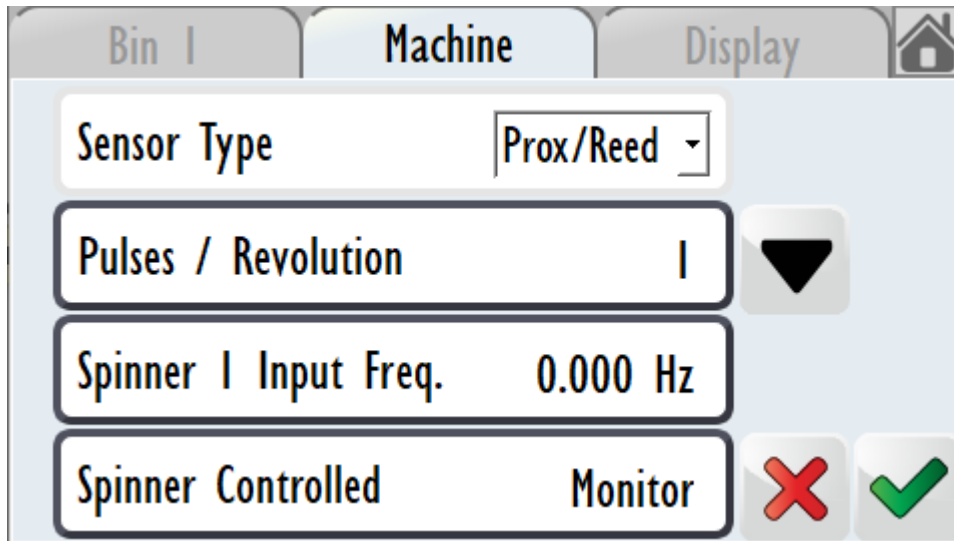 Bin 1
Machine
Display
Sensor Type Prox/Reed
Pulses / Revolution 1
Spinner 1 Input Freq. 0.000 Hz
Spinner Controlled Monitor